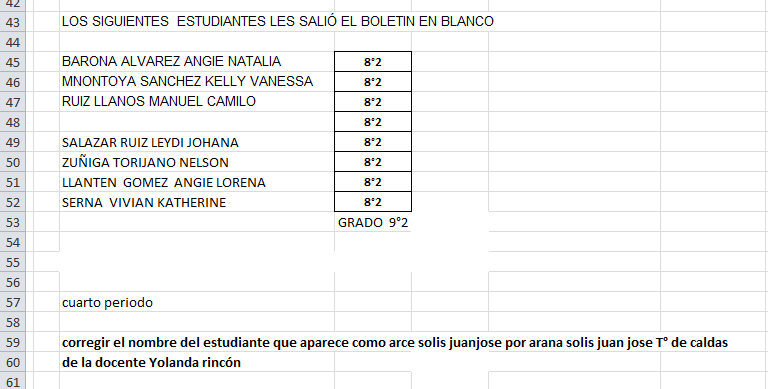 42
43 LOS SIGUIENTES ESTUDIANTES LES SALIÓ EL BOLETIN EN BLANCO
44
45 BARONA ALVAREZ ANGIE NATALIA 8°2
46 MNONTOYA SANCHEZ KELLY VANESSA 8°2
47 RUIZ LLANOS MANUEL CAMILO 8°2
48 8°2
49 SALAZAR RUIZ LEYDI JOHANA 8°2
50 ZUÑIGA TORIJANO NELSON 8°2
51 LLANTEN GOMEZ ANGIE LORENA 8°2
52 SERNA VIVIAN KATHERINE 8°2
53 GRADO 9°2
54
55
56
57 cuarto periodo
58
59 corregir el nombre del estudiante que aparece como arce solis juanjose por arana solis juan jose T° de caldas
60 de la docente Yolanda rincón
61